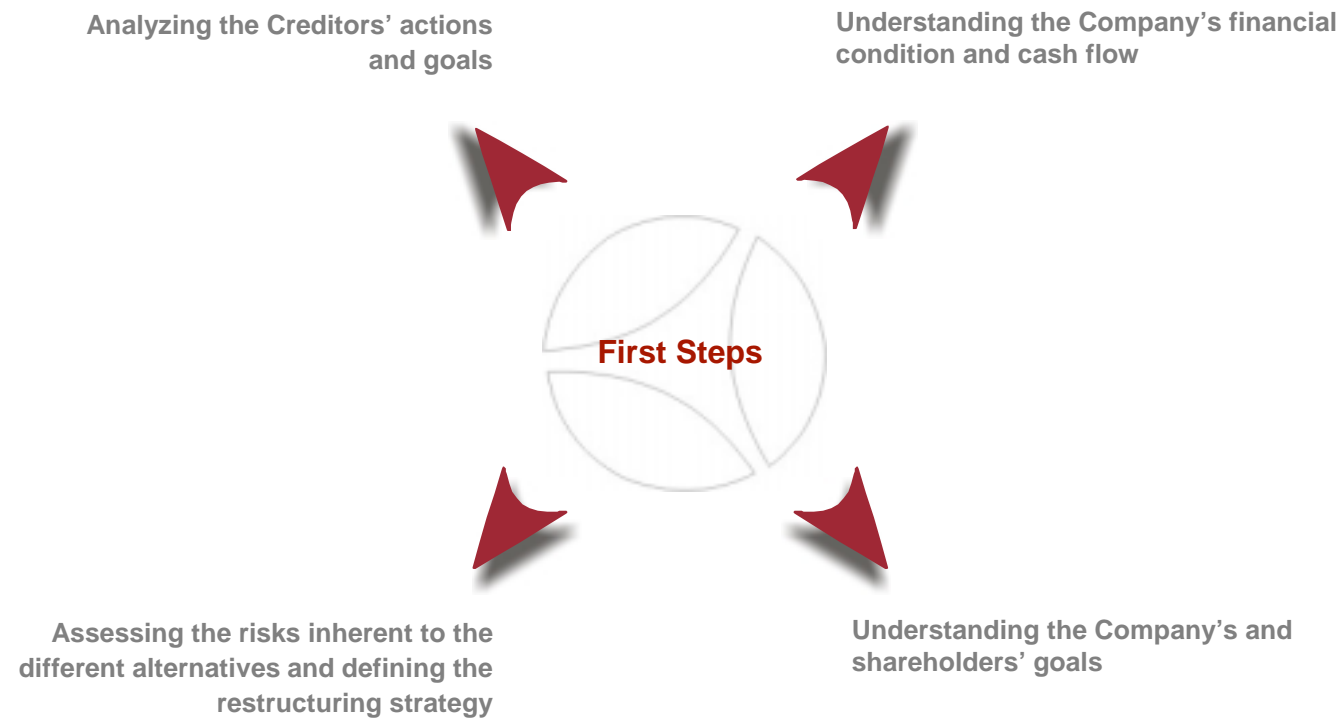 Analyzing the Creditors’ actions
and goals
Understanding the Company’s financial
condition and cash flow
First Steps
Assessing the risks inherent to the
different alternatives and defining the
restructuring strategy
Understanding the Company’s and
shareholders’ goals